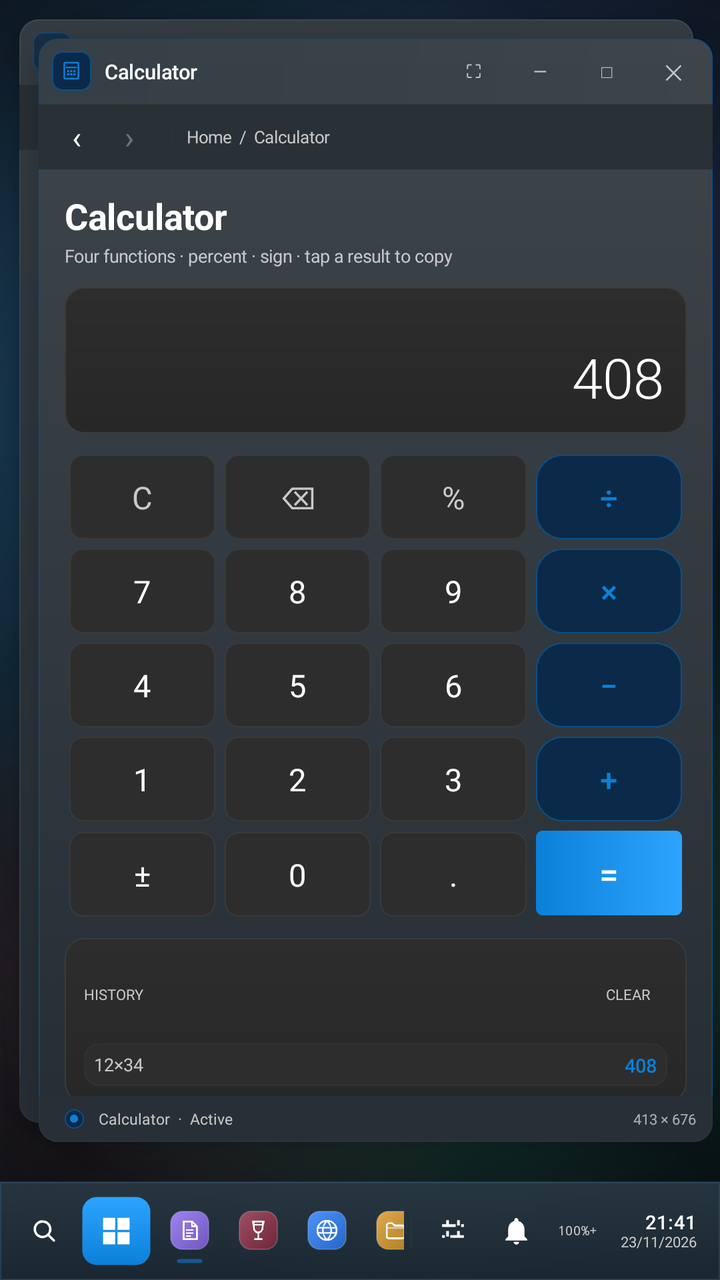 Calculator
Home / Calculator
Calculator
Four functions · percent · sign · tap a result to copy
408
C % ÷
7 8 9 ×
4 5 6 −
1 2 3 +
± 0 . =
HISTORY CLEAR
12×34 408
Calculator · Active 413 × 676
100%+ 21:41
23/11/2026